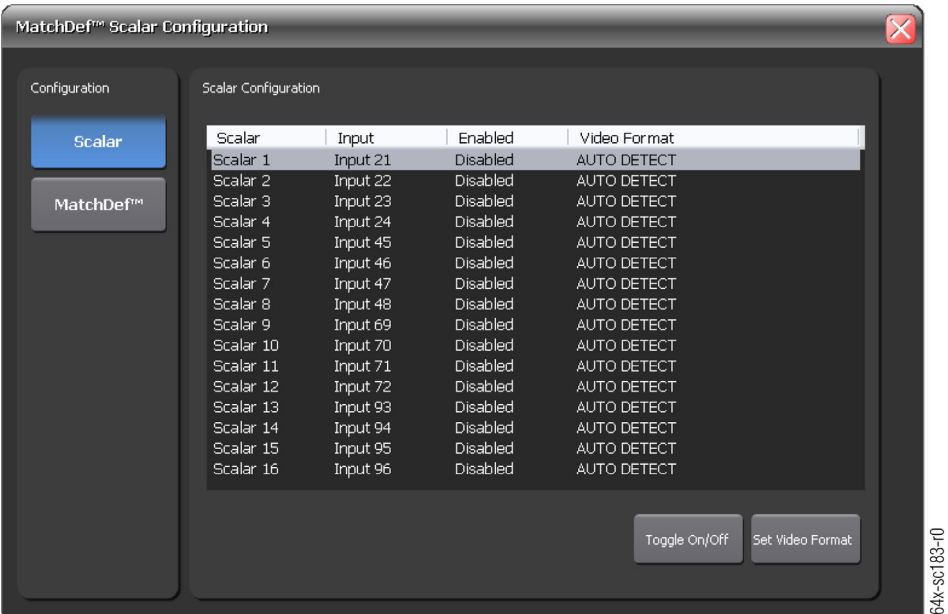 MatchDef™ Scalar Configuration
Configuration
Scalar
MatchDef™
Scalar Configuration
Scalar Input Enabled Video Format
Scalar 1 Input 21 Disabled AUTO DETECT
Scalar 2 Input 22 Disabled AUTO DETECT
Scalar 3 Input 23 Disabled AUTO DETECT
Scalar 4 Input 24 Disabled AUTO DETECT
Scalar 5 Input 45 Disabled AUTO DETECT
Scalar 6 Input 46 Disabled AUTO DETECT
Scalar 7 Input 47 Disabled AUTO DETECT
Scalar 8 Input 48 Disabled AUTO DETECT
Scalar 9 Input 69 Disabled AUTO DETECT
Scalar 10 Input 70 Disabled AUTO DETECT
Scalar 11 Input 71 Disabled AUTO DETECT
Scalar 12 Input 72 Disabled AUTO DETECT
Scalar 13 Input 93 Disabled AUTO DETECT
Scalar 14 Input 94 Disabled AUTO DETECT
Scalar 15 Input 95 Disabled AUTO DETECT
Scalar 16 Input 96 Disabled AUTO DETECT
Toggle On/Off Set Video Format
64x-sc183-r0